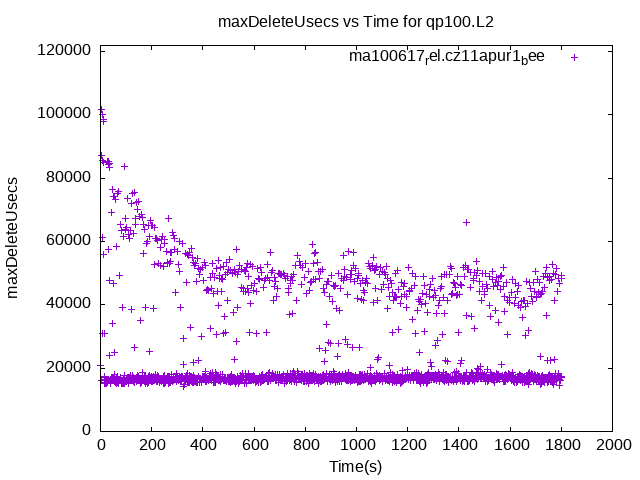 maxDeleteUsecs vs Time for qp100.L2
120000
ma100617rel.cz11apur1bee
100000
80000
60000
maxDeleteUsecs
40000
20000
0
0 200 400 600 800 1000 1200 1400 1600 1800 2000
Time(s)